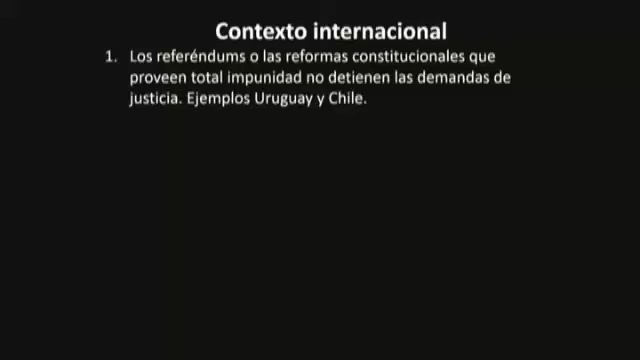 Contexto internacional
1. Los referéndums o las reformas constitucionales que
proveen total impunidad no detienen las demandas de
justicia. Ejemplos Uruguay y Chile.